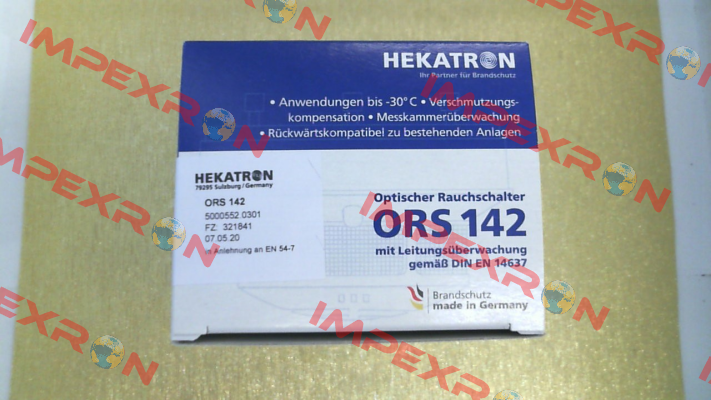 HEKATRON
Ihr Partner für Brandschutz
• Anwendungen bis -30° C • Verschmutzungs-
kompensation • Messkammerüberwachung
• Rückwärtskompatibel zu bestehenden Anlagen
HEKATRON
79295 Sulzburg / Germany
ORS 142
5000552.0301
FZ: 321841
07.05.20
in Anlehnung an EN 54-7
Optischer Rauchschalter
ORS 142
mit Leitungsüberwachung
gemäß DIN EN 14637
Brandschutz
made in Germany
IMPEXRON
IMPEXRON
IMPEXRON
IMPEXRON
IMPEXRON
IMPEXRON